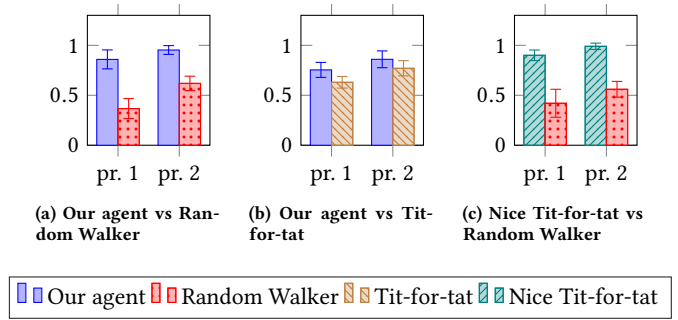 1
0.5
0
pr. 1 pr. 2
(a) Our agent vs Ran-
dom Walker
1
0.5
0
pr. 1 pr. 2
(b) Our agent vs Tit-
for-tat
1
0.5
0
pr. 1 pr. 2
(c) Nice Tit-for-tat vs
Random Walker
Our agent Random Walker Tit-for-tat Nice Tit-for-tat